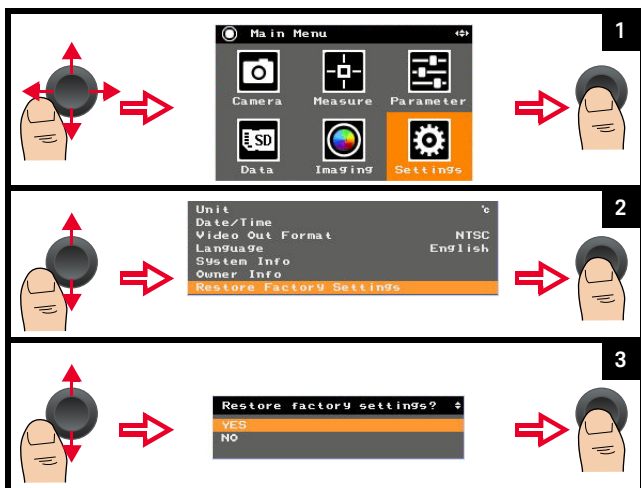 1
Main Menu
Camera Measure Parameter
SD
Data Imaging Settings
2
Unit °c
Date/Time
Video Out Format NTSC
Language English
System Info
Owner Info
Restore Factory Settings
3
Restore factory settings?
YES
NO